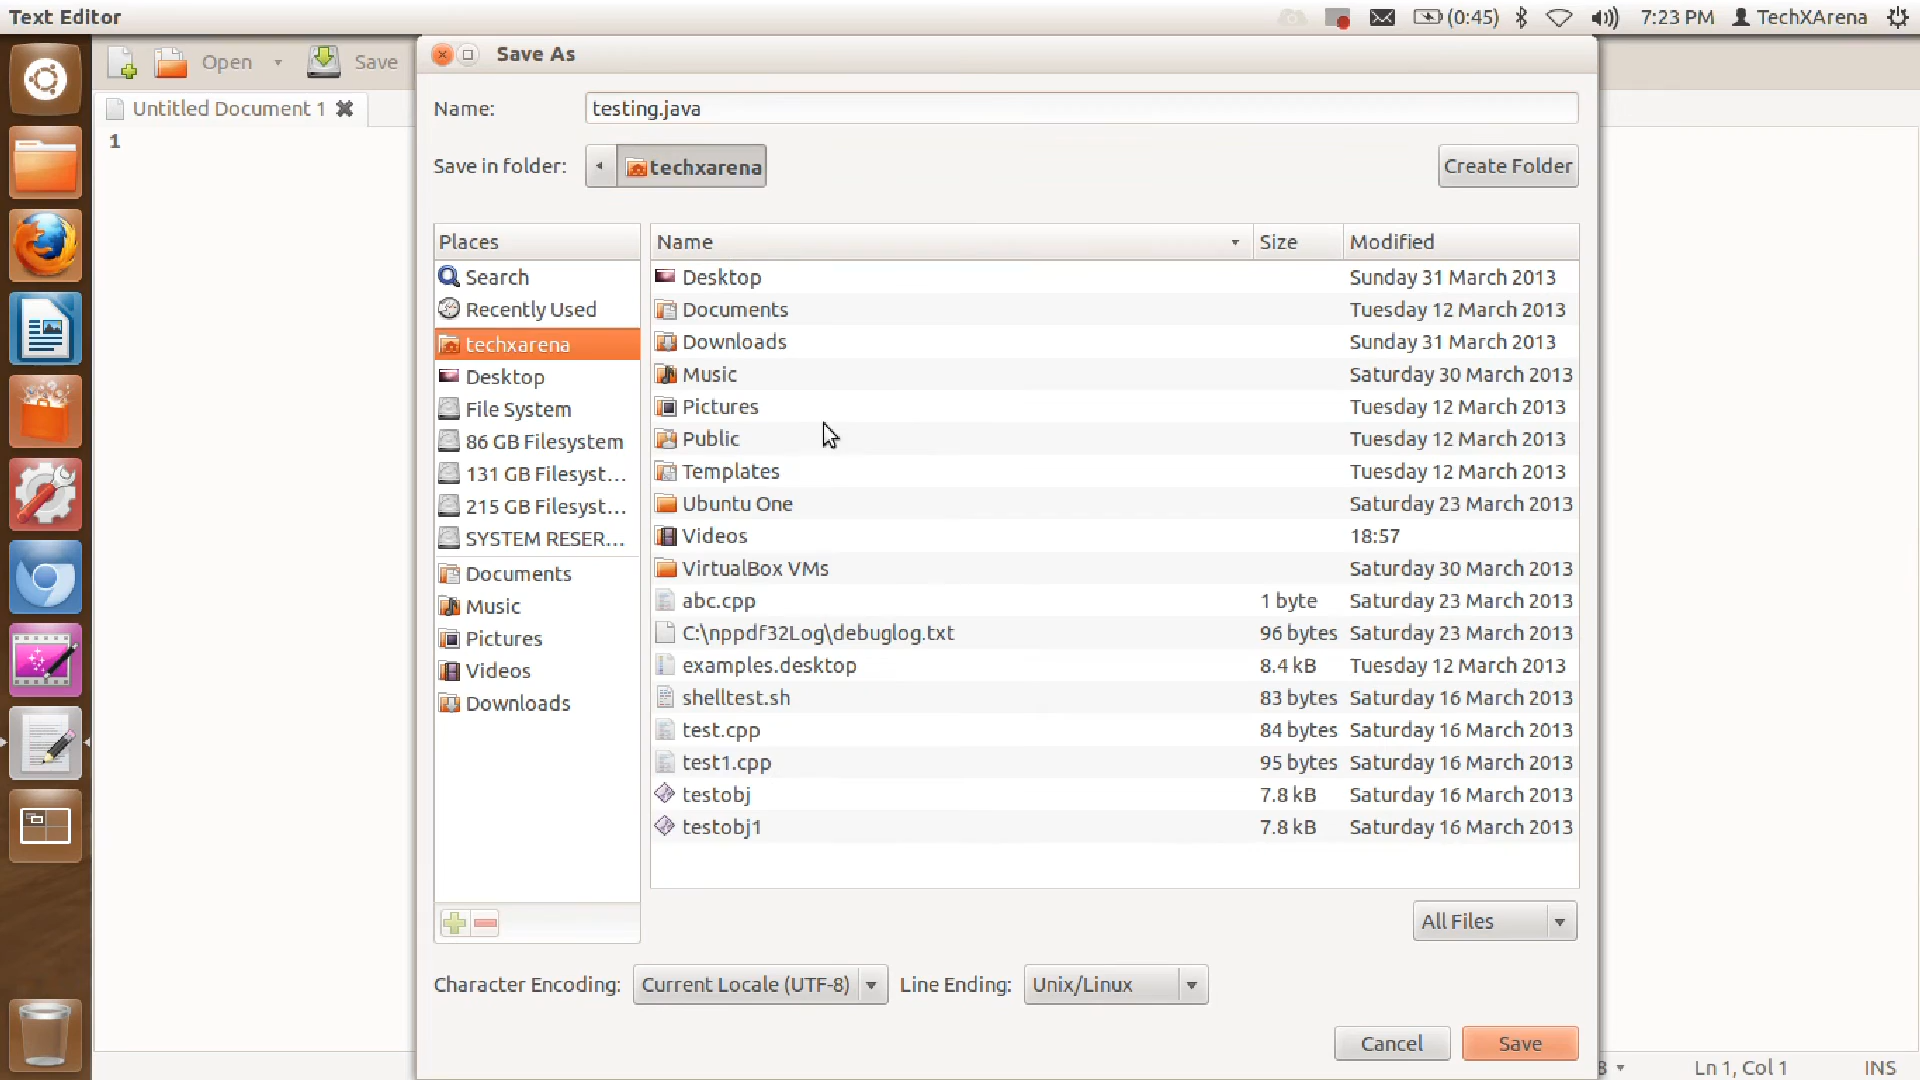 Text Editor
(0:45) 7:23 PM TechXArena
Open Save
Save As
Untitled Document 1
1
Name: testing.java
Save in folder: techxarena Create Folder
Places
Search
Recently Used
techxarena
Desktop
File System
86 GB Filesystem
131 GB Filesyst...
215 GB Filesyst...
SYSTEM RESER...
Documents
Music
Pictures
Videos
Downloads
Name Size Modified
Desktop Sunday 31 March 2013
Documents Tuesday 12 March 2013
Downloads Sunday 31 March 2013
Music Saturday 30 March 2013
Pictures Tuesday 12 March 2013
Public Tuesday 12 March 2013
Templates Tuesday 12 March 2013
Ubuntu One Saturday 23 March 2013
Videos 18:57
VirtualBox VMs Saturday 30 March 2013
abc.cpp 1 byte Saturday 23 March 2013
C:\nppdf32Log\debuglog.txt 96 bytes Saturday 23 March 2013
examples.desktop 8.4 kB Tuesday 12 March 2013
shelltest.sh 83 bytes Saturday 16 March 2013
test.cpp 84 bytes Saturday 16 March 2013
test1.cpp 95 bytes Saturday 16 March 2013
testobj 7.8 kB Saturday 16 March 2013
testobj1 7.8 kB Saturday 16 March 2013
All Files
Character Encoding: Current Locale (UTF-8) Line Ending: Unix/Linux
Cancel Save
8 Ln 1, Col 1 INS